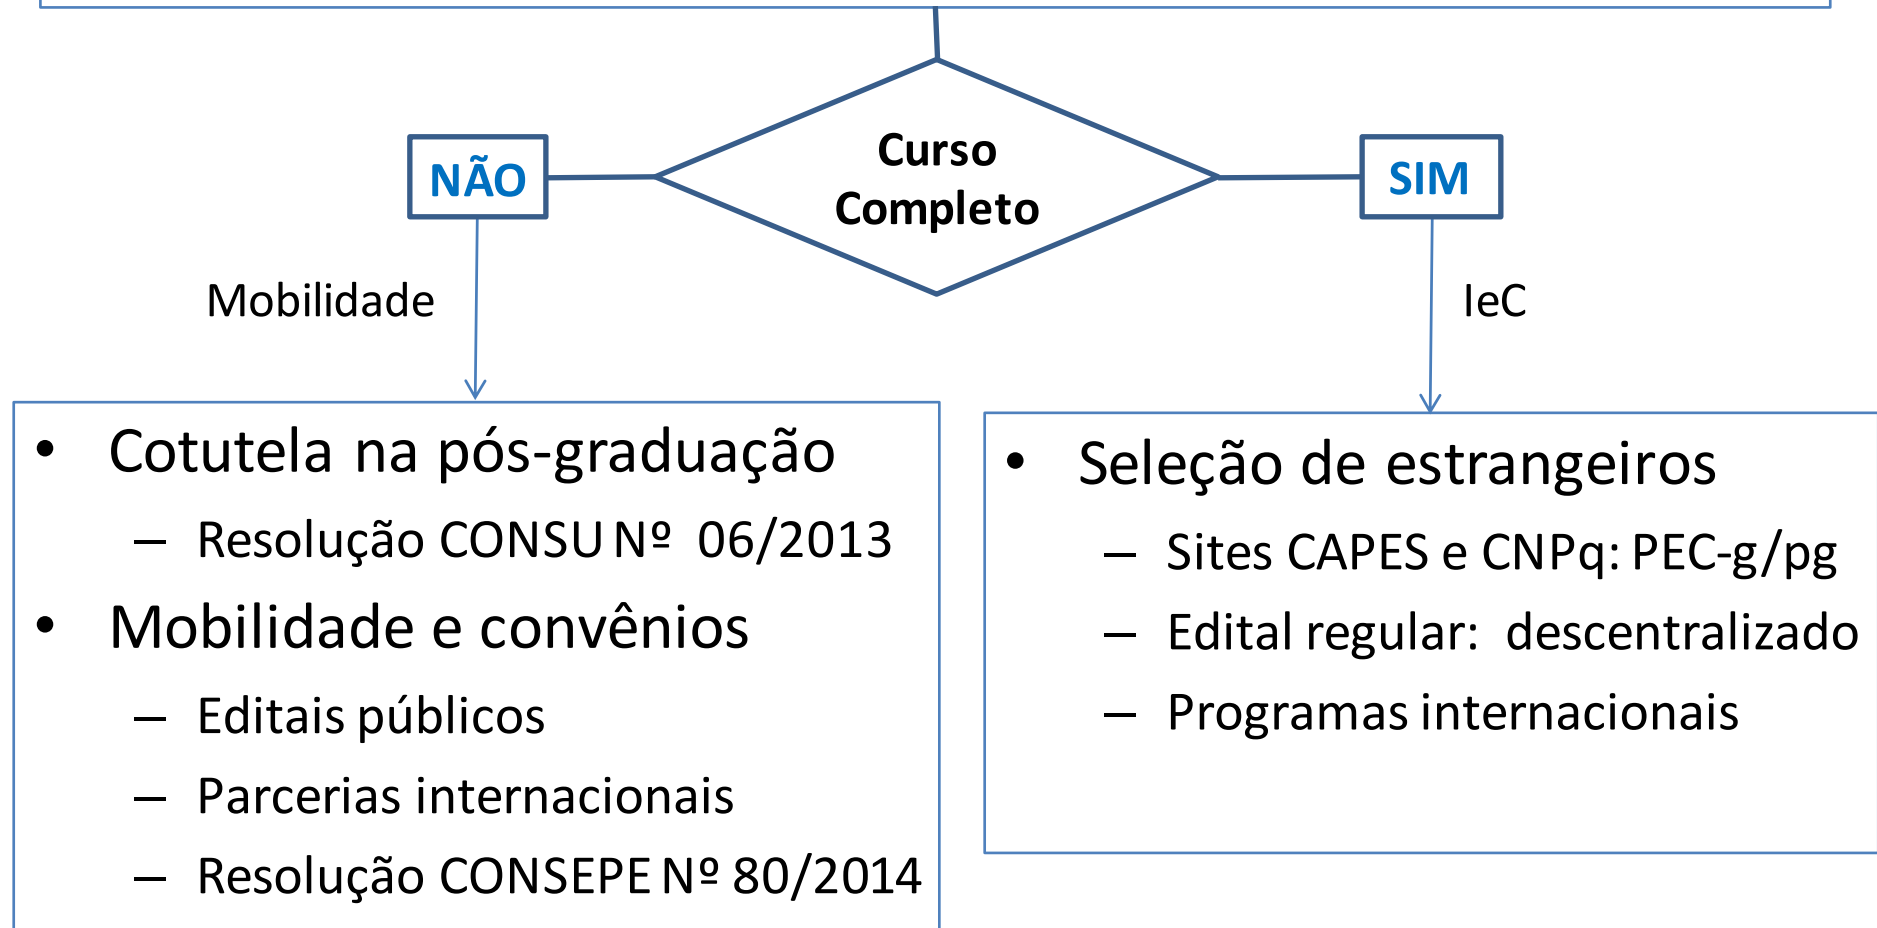 Curso
Completo
NÃO
SIM
Mobilidade
IeC
• Cotutela na pós-graduação
– Resolução CONSU Nº 06/2013
• Mobilidade e convênios
– Editais públicos
– Parcerias internacionais
– Resolução CONSEPE Nº 80/2014
• Seleção de estrangeiros
– Sites CAPES e CNPq: PEC-g/pg
– Edital regular: descentralizado
– Programas internacionais